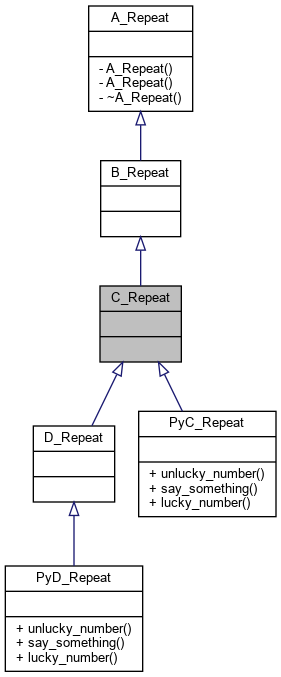 A_Repeat
- A_Repeat()
- A_Repeat()
- ~A_Repeat()
B_Repeat
C_Repeat
PyC_Repeat
+ unlucky_number()
+ say_something()
+ lucky_number()
D_Repeat
PyD_Repeat
+ unlucky_number()
+ say_something()
+ lucky_number()